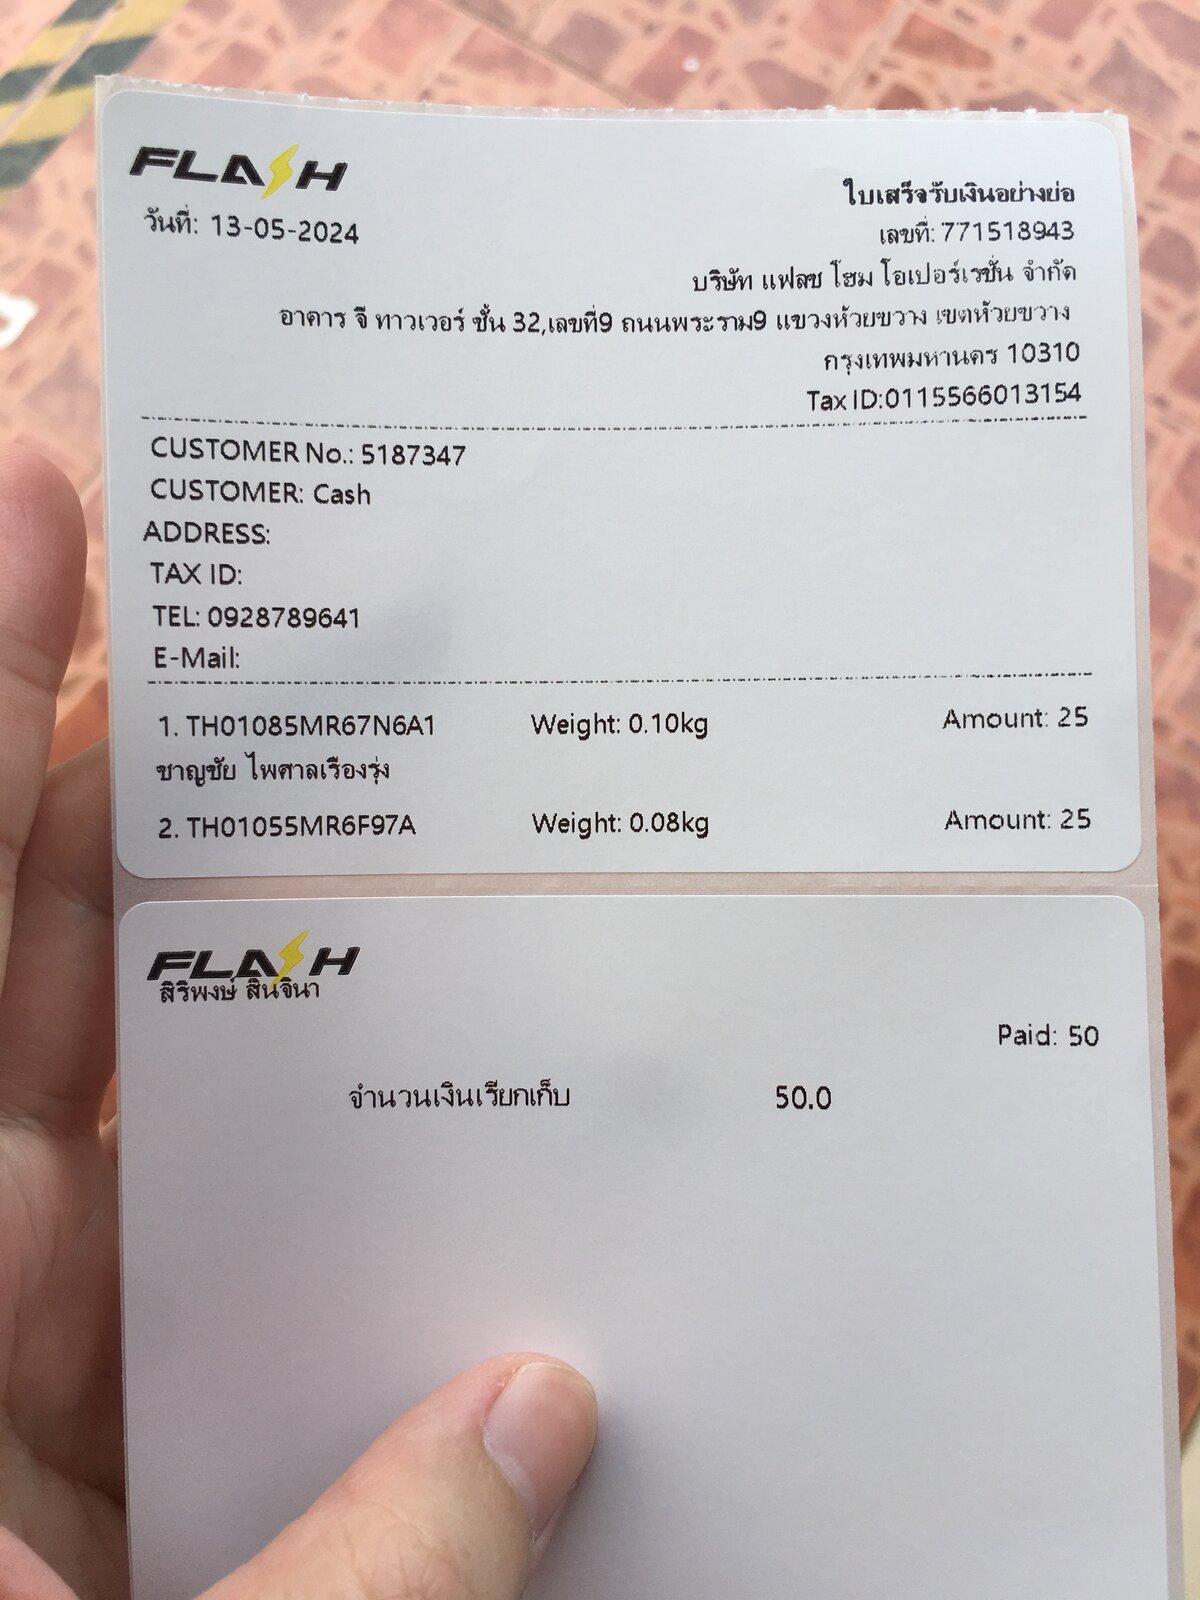 FLASH
วันที่: 13-05-2024
ใบเสร็จรับเงินอย่างย่อ
เลขที่: 771518943
บริษัท แฟลช โฮม โอเปอร์เรชั่น จำกัด
อาคาร จี ทาวเวอร์ ชั้น 32,เลขที่9 ถนนพระราม9 แขวงห้วยขวาง เขตห้วยขวาง
กรุงเทพมหานคร 10310
Tax ID:0115566013154
CUSTOMER No.: 5187347
CUSTOMER: Cash
ADDRESS:
TAX ID:
TEL: 0928789641
E-Mail:
1. TH01085MR67N6A1 Weight: 0.10kg Amount: 25
ชาญชัย ไพศาลเรืองรุ่ง
2. TH01055MR6F97A Weight: 0.08kg Amount: 25
FLASH
สิริพงษ์ สินจินา
Paid: 50
จำนวนเงินเรียกเก็บ 50.0